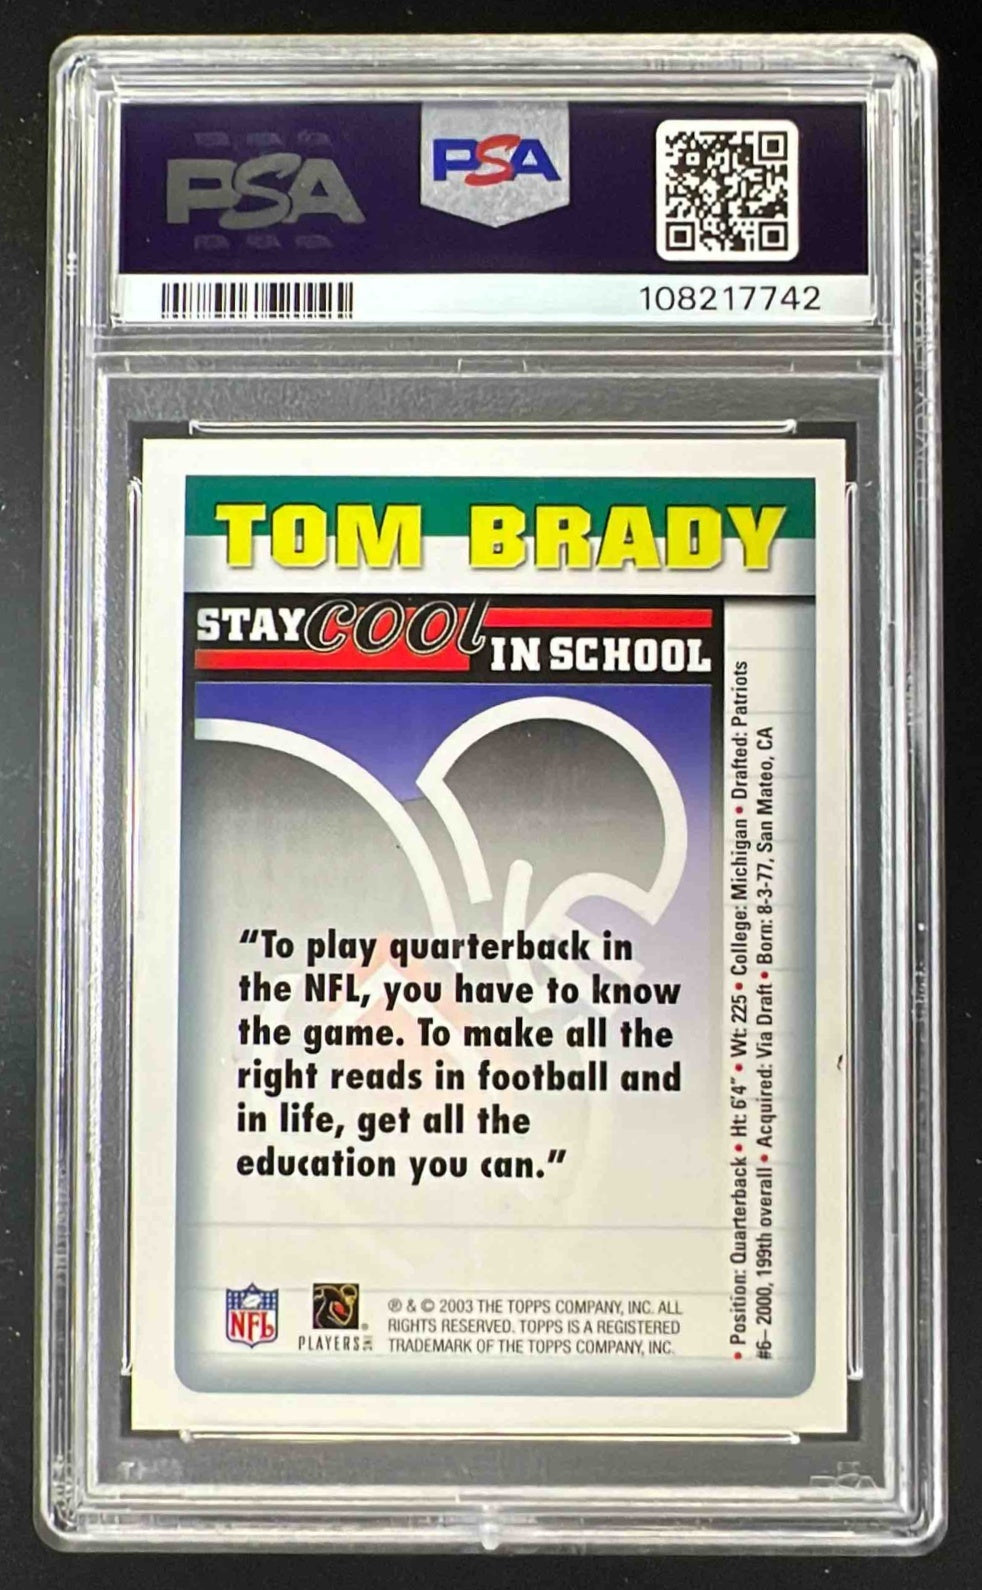 PSA
PSA
108217742
TOM BRADY
STAY COOL
IN SCHOOL
“To play quarterback in
the NFL, you have to know
the game. To make all the
right reads in football and
in life, get all the
education you can.”
• Position: Quarterback • Ht: 6'4" • Wt: 225 • College: Michigan • Drafted: Patriots
#6– 2000, 199th overall • Acquired: Via Draft • Born: 8-3-77, San Mateo, CA
NFL
PLAYERS INC
® & © 2003 THE TOPPS COMPANY, INC. ALL
RIGHTS RESERVED. TOPPS IS A REGISTERED
TRADEMARK OF THE TOPPS COMPANY, INC.
PSA